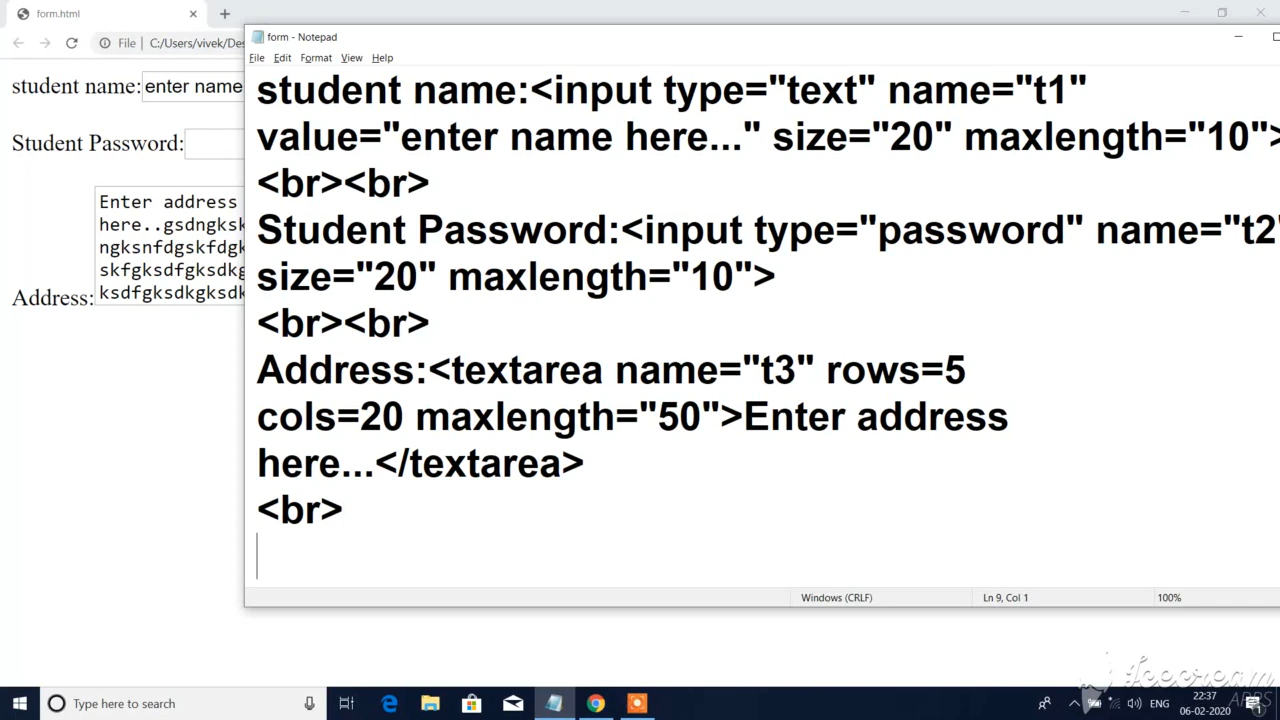 form.html
File
C:/Users/vivek/Des
student name:
enter name
Student Password:
Enter address
here..gsdngksk
ngksnfdgskfdgk
skfgksdfgksdkg
ksdfgksdkgksdk
Address:
form - Notepad
File Edit Format View Help
student name:<input type="text" name="t1"
value="enter name here..." size="20" maxlength="10">
<br><br>
Student Password:<input type="password" name="t2"
size="20" maxlength="10">
<br><br>
Address:<textarea name="t3" rows=5
cols=20 maxlength="50">Enter address
here...</textarea>
<br>
Windows (CRLF)
Ln 9, Col 1
100%
Icecream
APPS
Type here to search
ENG
22:37
06-02-2020
1